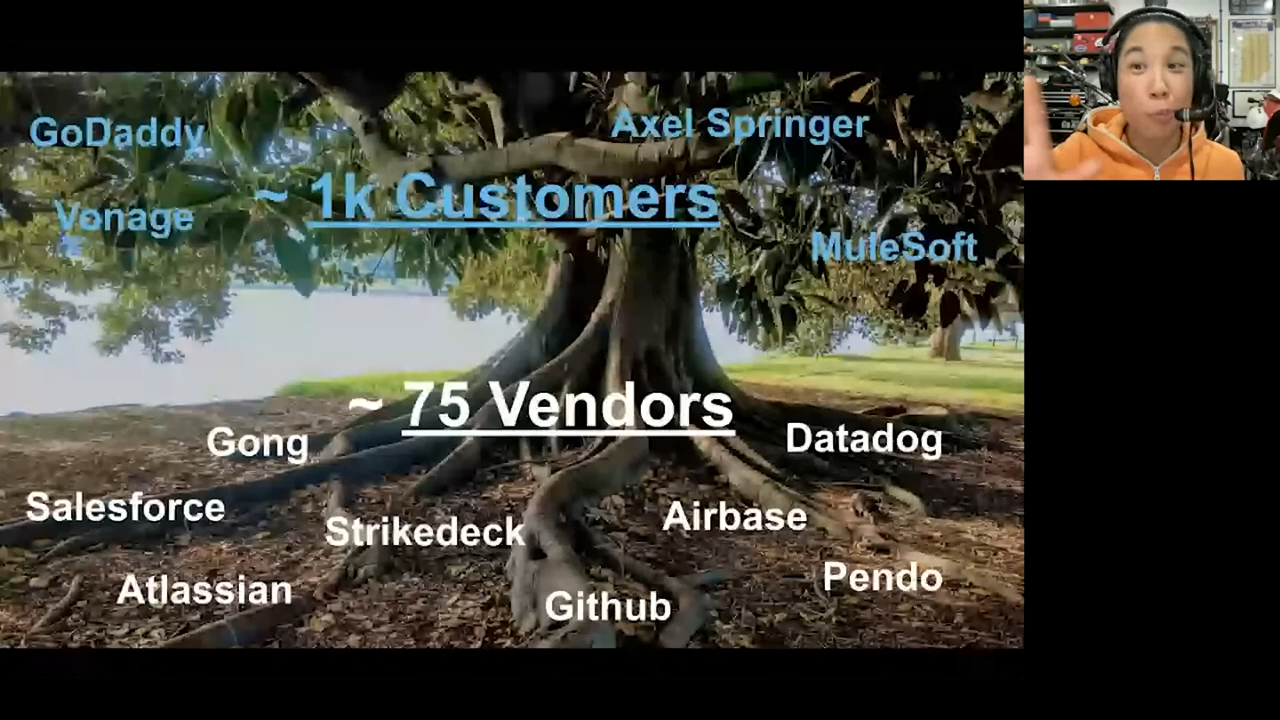 GoDaddy
Axel Springer
~ 1k Customers
Vonage
MuleSoft
~ 75 Vendors
Gong
Datadog
Salesforce
Strikedeck
Airbase
Atlassian
Github
Pendo